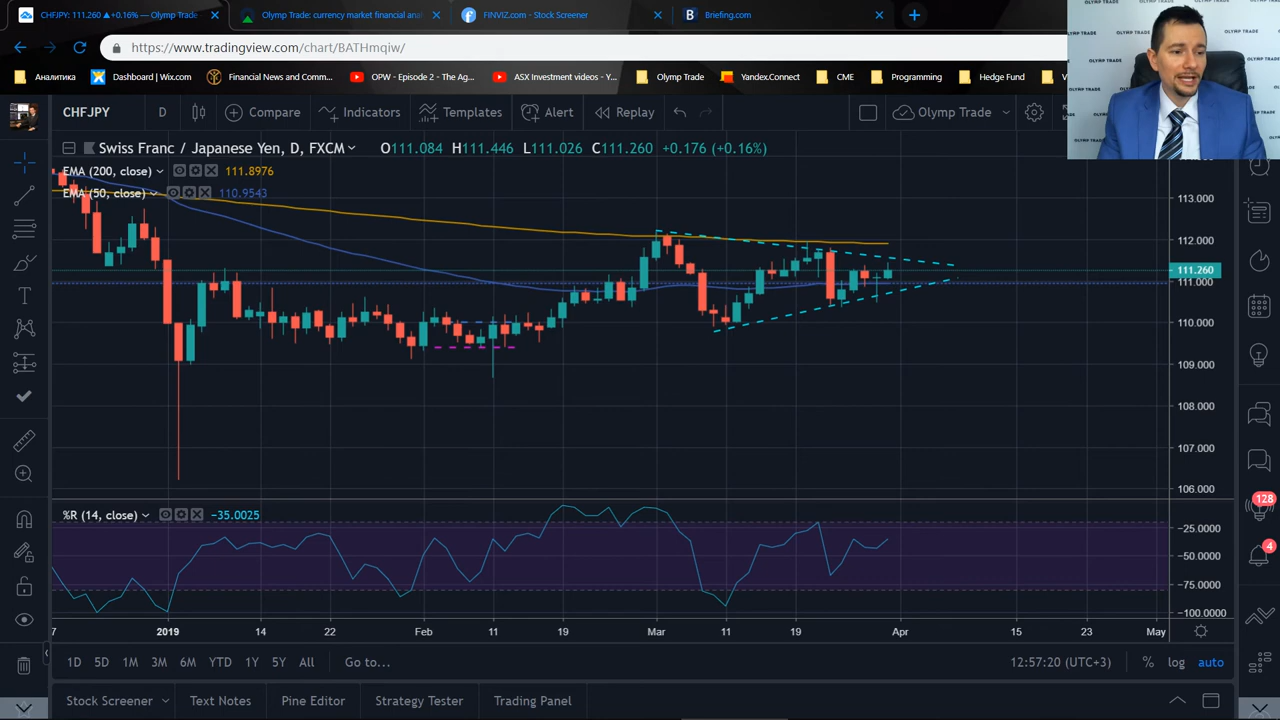 CHFJPY: 111.260 ▲+0.16% — Olymp Trade
Olymp Trade: currency market financial anal
FINVIZ.com - Stock Screener
Briefing.com
https://www.tradingview.com/chart/BATHmqIw/
Аналитика
Dashboard | Wix.com
Financial News and Comm...
OPW - 2 - The Price
ASX Investor Videos - Y...
Olymp Trade
Yandex.Connect
CME
Programming
Hedge Fund
CHFJPY
D
Compare
Indicators
Templates
Alert
Replay
Olymp Trade
Swiss Franc / Japanese Yen, D, FXCM
111.084 H111.446 L111.026 C111.260 +0.176 (+0.16%)
EMA (200, close) 111.8976
EMA (50, close) 110.9543
113.000
112.000
111.260
111.000
110.000
109.000
108.000
107.000
106.000
%R (14, close) -35.0025
−25.0000
−50.0000
−75.0000
−100.0000
7
2019
14
22
Feb
11
19
Mar
11
19
Apr
15
23
May
1D
5D
1M
3M
6M
YTD
1Y
5Y
All
Go to...
12:57:20 (UTC+3)
%
log
auto
Stock Screener
Text Notes
Pine Editor
Strategy Tester
Trading Panel
128
4
OLYMP TRADE